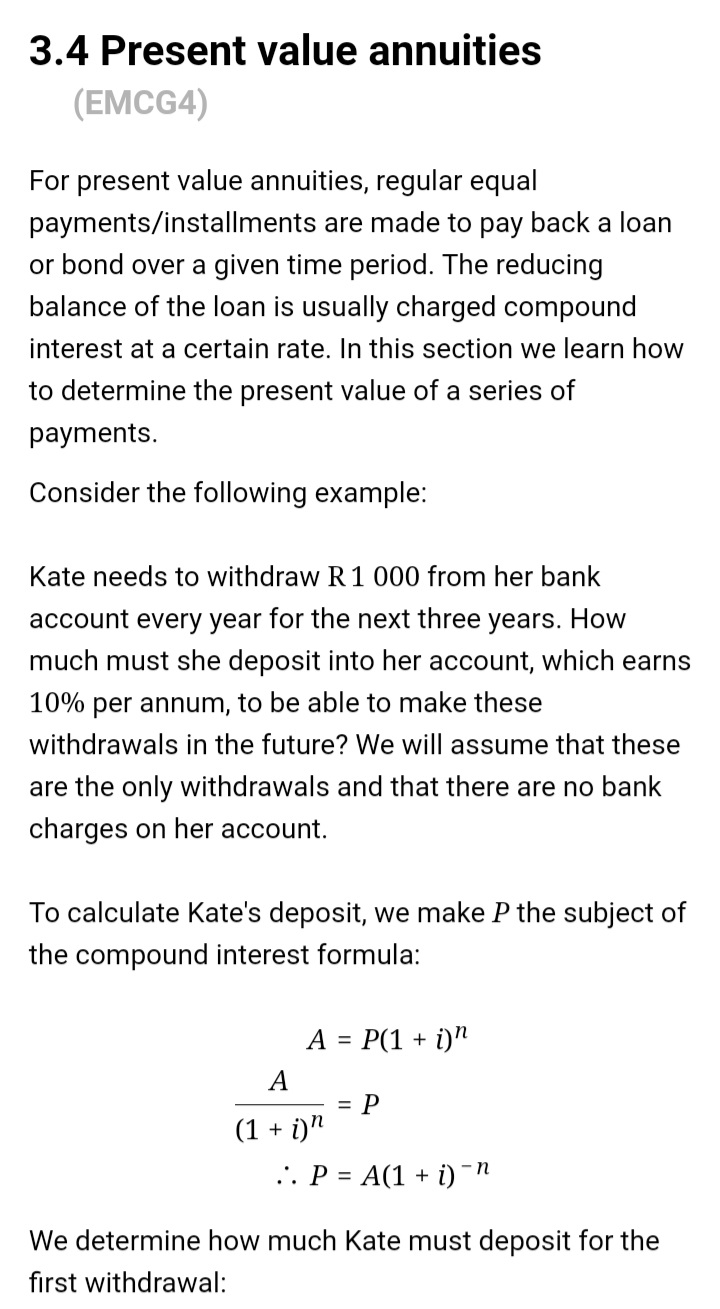 3.4 Present value annuities
(EMCG4)
For present value annuities, regular equal
payments/installments are made to pay back a loan
or bond over a given time period. The reducing
balance of the loan is usually charged compound
interest at a certain rate. In this section we learn how
to determine the present value of a series of
payments.
Consider the following example:
Kate needs to withdraw R 1 000 from her bank
account every year for the next three years. How
much must she deposit into her account, which earns
10% per annum, to be able to make these
withdrawals in the future? We will assume that these
are the only withdrawals and that there are no bank
charges on her account.
To calculate Kate's deposit, we make P the subject of
the compound interest formula:
A = P(1 + i)^n
A/(1 + i)^n = P
∴ P = A(1 + i)^−n
We determine how much Kate must deposit for the
first withdrawal: